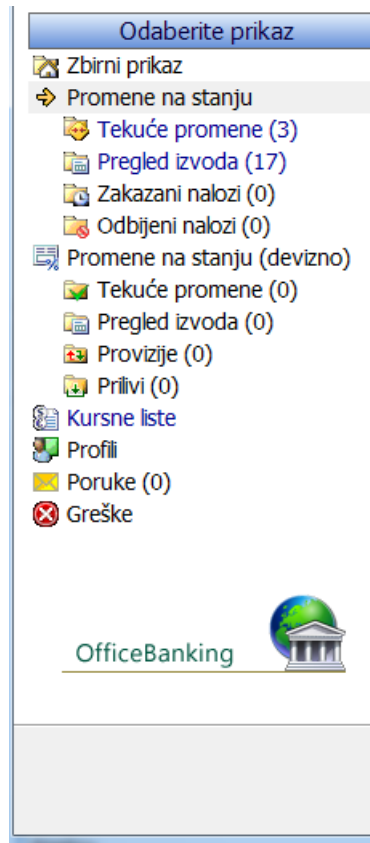 Odaberite prikaz
Zbirni prikaz
Promene na stanju
Tekuće promene (3)
Pregled izvoda (17)
Zakazani nalozi (0)
Odbijeni nalozi (0)
Promene na stanju (devizno)
Tekuće promene (0)
Pregled izvoda (0)
Provizije (0)
Prilivi (0)
Kursne liste
Profili
Poruke (0)
Greške
OfficeBanking